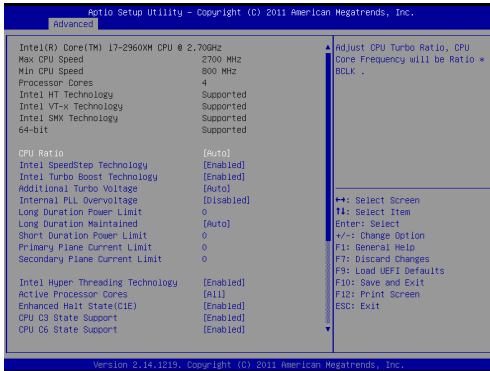 Aptio Setup Utility – Copyright (C) 2011 American Megatrends, Inc.
Advanced
Intel(R) Core(TM) i7-2960XM CPU @ 2.70GHz
Max CPU Speed 2700 MHz
Min CPU Speed 800 MHz
Processor Cores 4
Intel HT Technology Supported
Intel VT-x Technology Supported
Intel SMX Technology Supported
64-bit Supported
CPU Ratio [Auto]
Intel SpeedStep Technology [Enabled]
Intel Turbo Boost Technology [Enabled]
Additional Turbo Voltage [Auto]
Internal PLL Overvoltage [Disabled]
Long Duration Power Limit 0
Long Duration Maintained [Auto]
Short Duration Power Limit 0
Primary Plane Current Limit 0
Secondary Plane Current Limit 0
Intel Hyper Threading Technology [Enabled]
Active Processor Cores [All]
Enhanced Halt State(C1E) [Enabled]
CPU C3 State Support [Enabled]
CPU C6 State Support [Enabled]
Adjust CPU Turbo Ratio, CPU
Core Frequency will be Ratio *
BCLK .
↔: Select Screen
↑↓: Select Item
Enter: Select
+/-: Change Option
F1: General Help
F7: Discard Changes
F9: Load UEFI Defaults
F10: Save and Exit
F12: Print Screen
ESC: Exit
Version 2.14.1219. Copyright (C) 2011 American Megatrends, Inc.